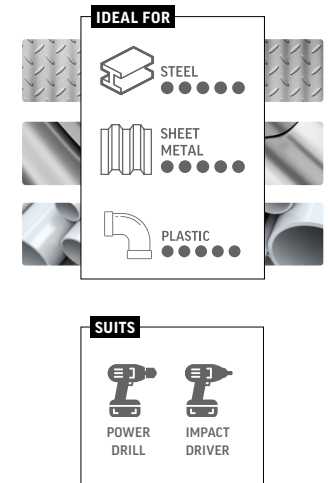 IDEAL FOR
STEEL
SHEET
METAL
PLASTIC
SUITS
POWER
DRILL
IMPACT
DRIVER